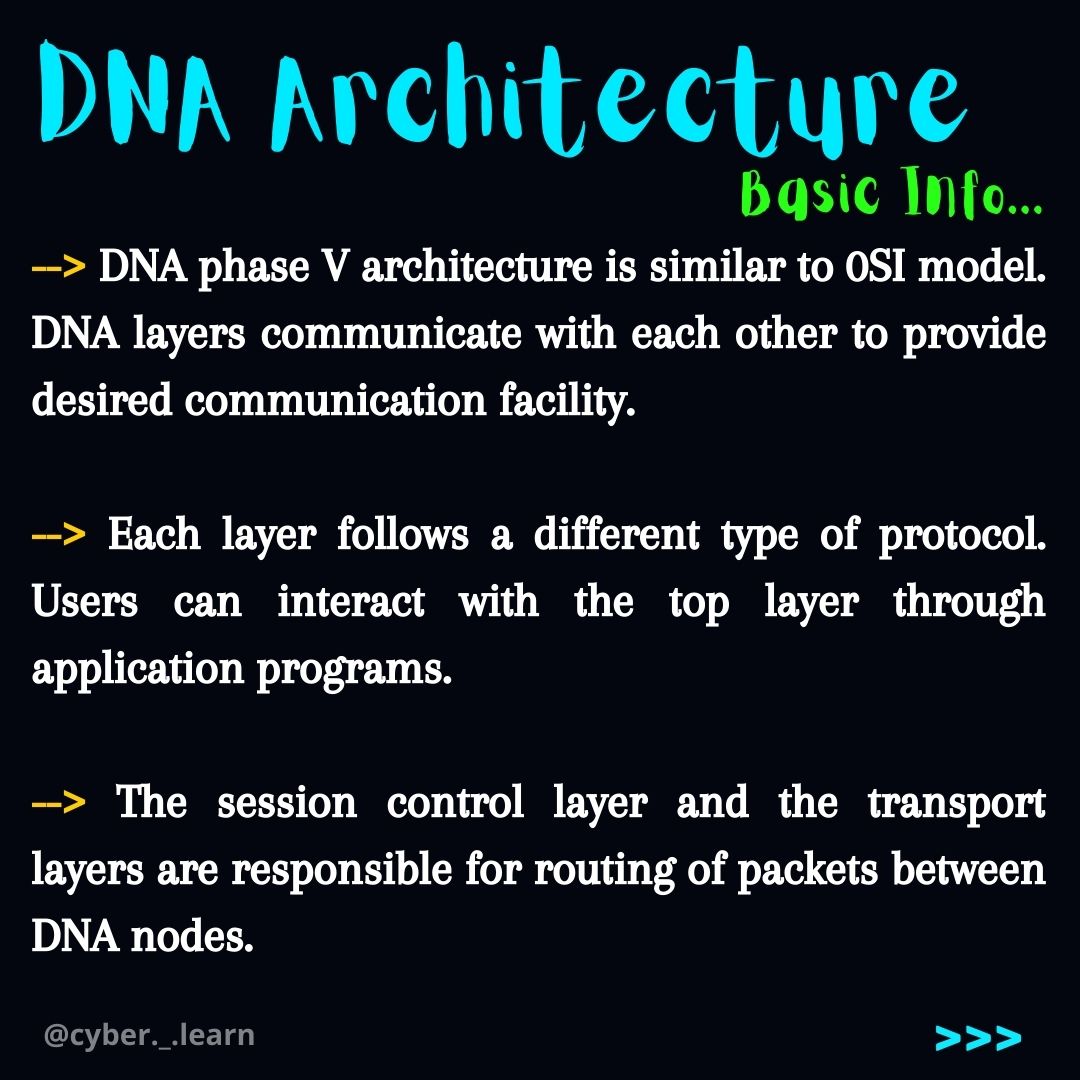 DNA Architecture
Basic Info...
--> DNA phase V architecture is similar to 0SI model.
DNA layers communicate with each other to provide
desired communication facility.
--> Each layer follows a different type of protocol.
Users can interact with the top layer through
application programs.
--> The session control layer and the transport
layers are responsible for routing of packets between
DNA nodes.
@cyber._.learn
>>>